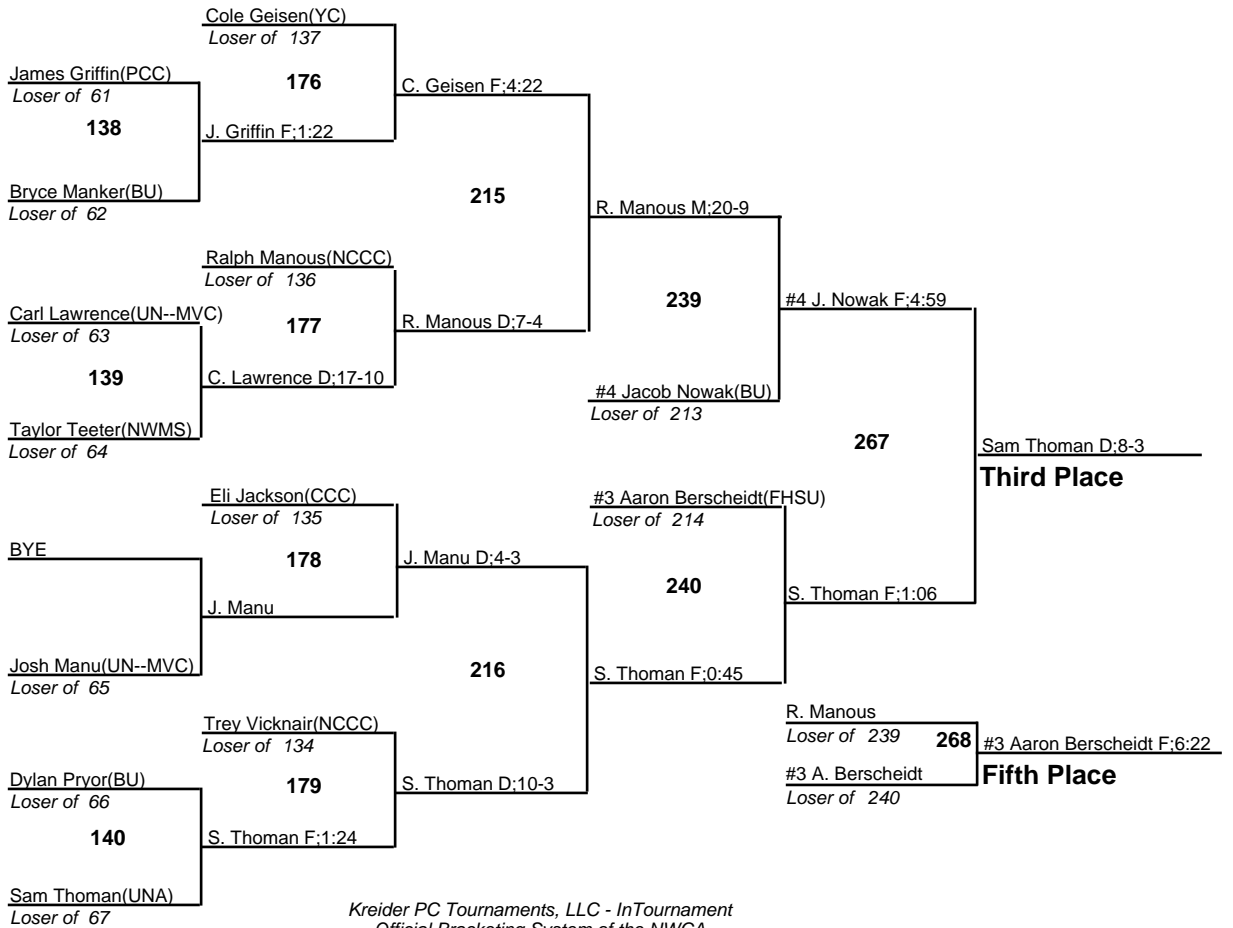 Cole Geisen(YC)
Loser of 137
James Griffin(PCC)
Loser of 61
176
C. Geisen F;4:22
138
J. Griffin F;1:22
Bryce Manker(BU)
Loser of 62
215
R. Manous M;20-9
Ralph Manous(NCCC)
Loser of 136
Carl Lawrence(UN--MVC)
Loser of 63
177
R. Manous D;7-4
239
#4 J. Nowak F;4:59
139
C. Lawrence D;17-10
#4 Jacob Nowak(BU)
Loser of 213
Taylor Teeter(NWMS)
Loser of 64
267
Sam Thoman D;8-3
Third Place
Eli Jackson(CCC)
Loser of 135
#3 Aaron Berscheidt(FHSU)
Loser of 214
BYE
178
J. Manu D;4-3
240
J. Manu
S. Thoman F;1:06
Josh Manu(UN--MVC)
Loser of 65
216
S. Thoman F;0:45
Trey Vicknair(NCCC)
Loser of 134
R. Manous
Loser of 239
268
#3 Aaron Berscheidt F;6:22
Fifth Place
#3 A. Berscheidt
Loser of 240
Dylan Pryor(BU)
Loser of 66
179
S. Thoman D;10-3
140
S. Thoman F;1:24
Sam Thoman(UNA)
Loser of 67
Kreider PC Tournaments, LLC - InTournament
Official Bracketing System of the NWCA